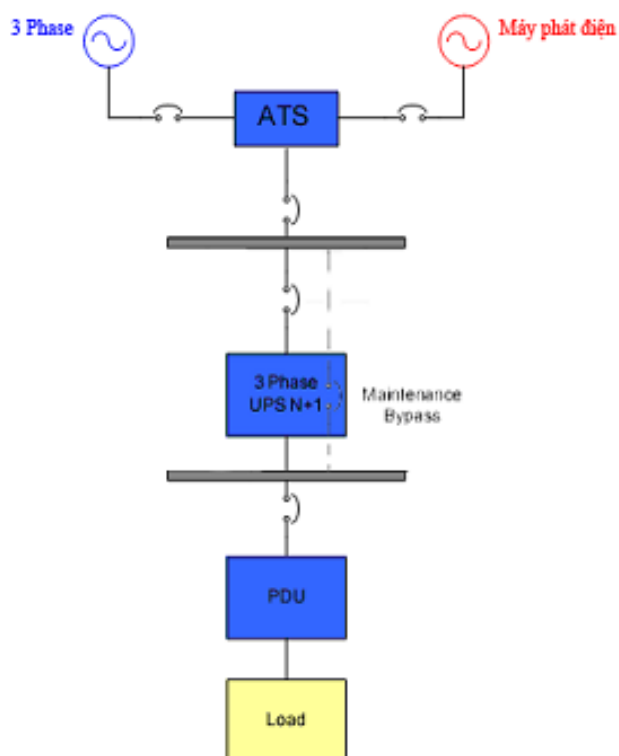 3 Phase
Máy phát điện
ATS
3 Phase
UPS N+1
Maintenance
Bypass
PDU
Load